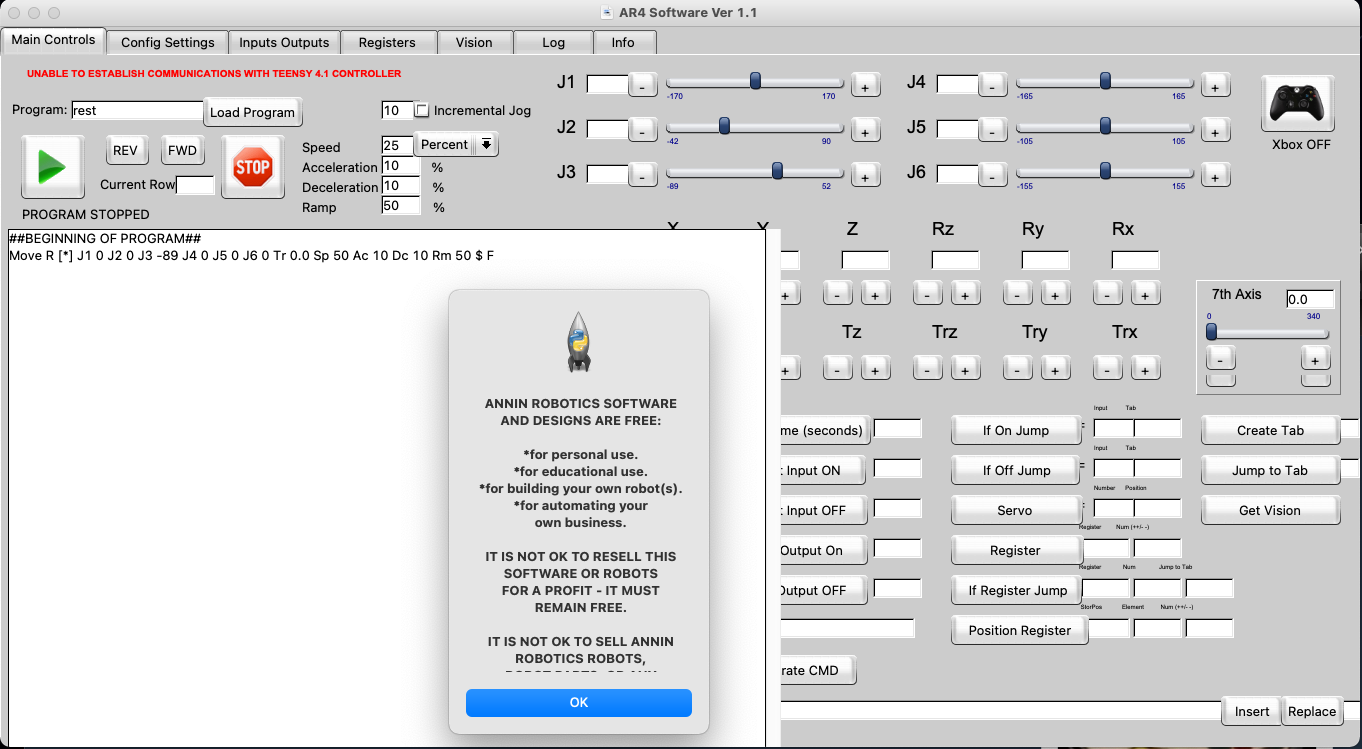 AR4 Software Ver 1.1
Main Controls Config Settings Inputs Outputs Registers Vision Log Info
UNABLE TO ESTABLISH COMMUNICATIONS WITH TEENSY 4.1 CONTROLLER
Program: rest Load Program
10 Incremental Jog
REV FWD STOP
Current Row
PROGRAM STOPPED
Speed 25 Percent
Acceleration 10 %
Deceleration 10 %
Ramp 50 %
J1 - + -170 170
J2 - + -42 90
J3 - + -89 52
J4 - + -165 165
J5 - + -105 105
J6 - + -155 155
Xbox OFF
##BEGINNING OF PROGRAM##
Move R [*] J1 0 J2 0 J3 -89 J4 0 J5 0 J6 0 Tr 0.0 Sp 50 Ac 10 Dc 10 Rm 50 $ F
Z Rz Ry Rx
+ - + - + - + - +
Tz Trz Try Trx
+ - + - + - + - +
7th Axis 0.0
0 340
- +
ANNIN ROBOTICS SOFTWARE
AND DESIGNS ARE FREE:
*for personal use.
*for educational use.
*for building your own robot(s).
*for automating your
own business.
IT IS NOT OK TO RESELL THIS
SOFTWARE OR ROBOTS
FOR A PROFIT - IT MUST
REMAIN FREE.
IT IS NOT OK TO SELL ANNIN
ROBOTICS ROBOTS,
OK
me (seconds)
t Input ON
t Input OFF
Output On
Output OFF
rate CMD
Input Tab
If On Jump =
Input Tab
If Off Jump =
Number Position
Servo
Register Num (++/- -)
Register
Register Num Jump to Tab
If Register Jump
StorPos Element Num (++/- -)
Position Register
Create Tab
Jump to Tab
Get Vision
Insert Replace